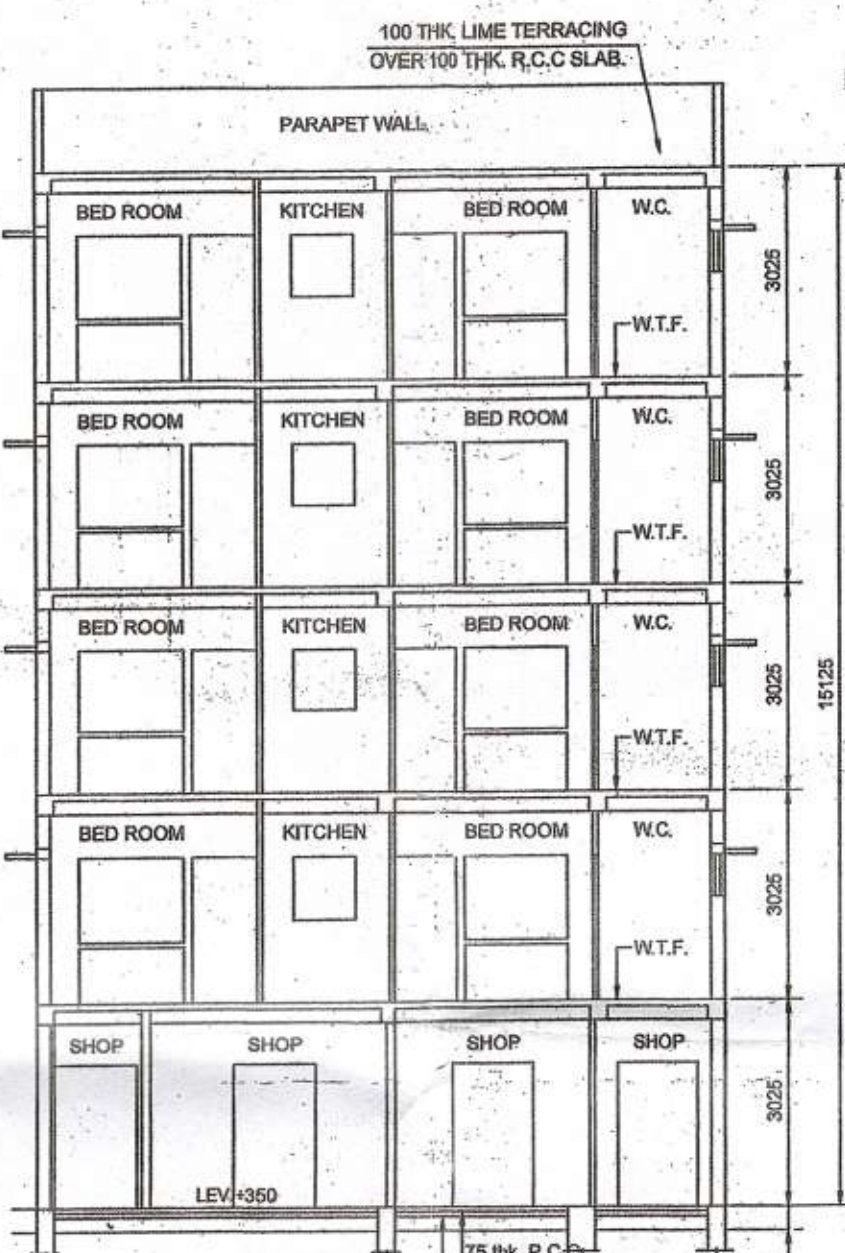 100 THK. LIME TERRACING
OVER 100 THK. R.C.C SLAB.
PARAPET WALL
BED ROOM KITCHEN BED ROOM W.C.
3025
W.T.F.
BED ROOM KITCHEN BED ROOM W.C.
3025
W.T.F.
BED ROOM KITCHEN BED ROOM W.C.
3025
15125
W.T.F.
BED ROOM KITCHEN BED ROOM W.C.
3025
W.T.F.
SHOP SHOP SHOP SHOP
3025
LEV.+350
75 thk. P.C.C.